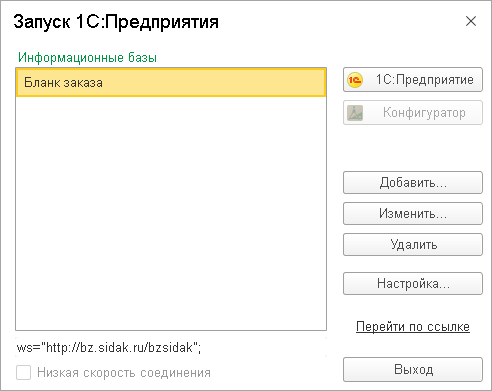 Запуск 1С:Предприятия
Информационные базы
Бланк заказа
1С:Предприятие
Конфигуратор
Добавить...
Изменить...
Удалить
Настройка...
Перейти по ссылке
ws="http://bz.sidak.ru/bzsidak";
Низкая скорость соединения
Выход